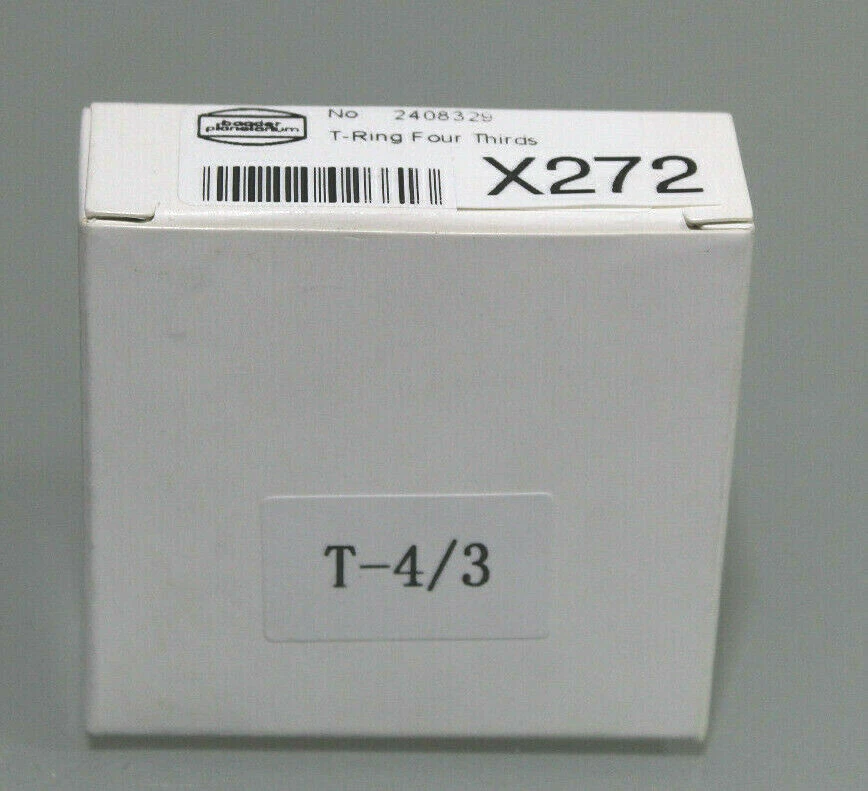 baader
planetarium
No 2408329
T-Ring Four Thirds
X272
T-4/3